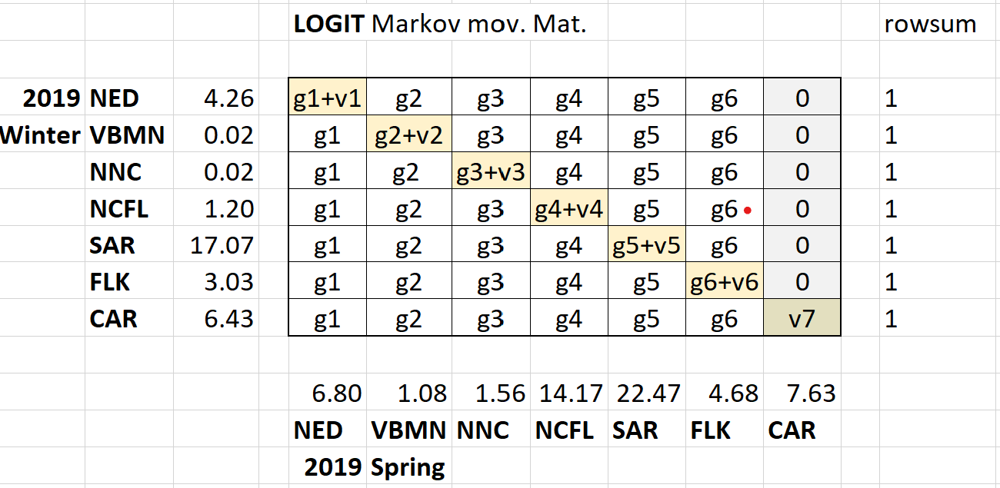 LOGIT Markov mov. Mat. rowsum
2019 NED 4.26 g1+v1 g2 g3 g4 g5 g6 0 1
Winter VBMN 0.02 g1 g2+v2 g3 g4 g5 g6 0 1
NNC 0.02 g1 g2 g3+v3 g4 g5 g6 0 1
NCFL 1.20 g1 g2 g3 g4+v4 g5 g6 0 1
SAR 17.07 g1 g2 g3 g4 g5+v5 g6 0 1
FLK 3.03 g1 g2 g3 g4 g5 g6+v6 0 1
CAR 6.43 g1 g2 g3 g4 g5 g6 v7 1
6.80 1.08 1.56 14.17 22.47 4.68 7.63
NED VBMN NNC NCFL SAR FLK CAR
2019 Spring